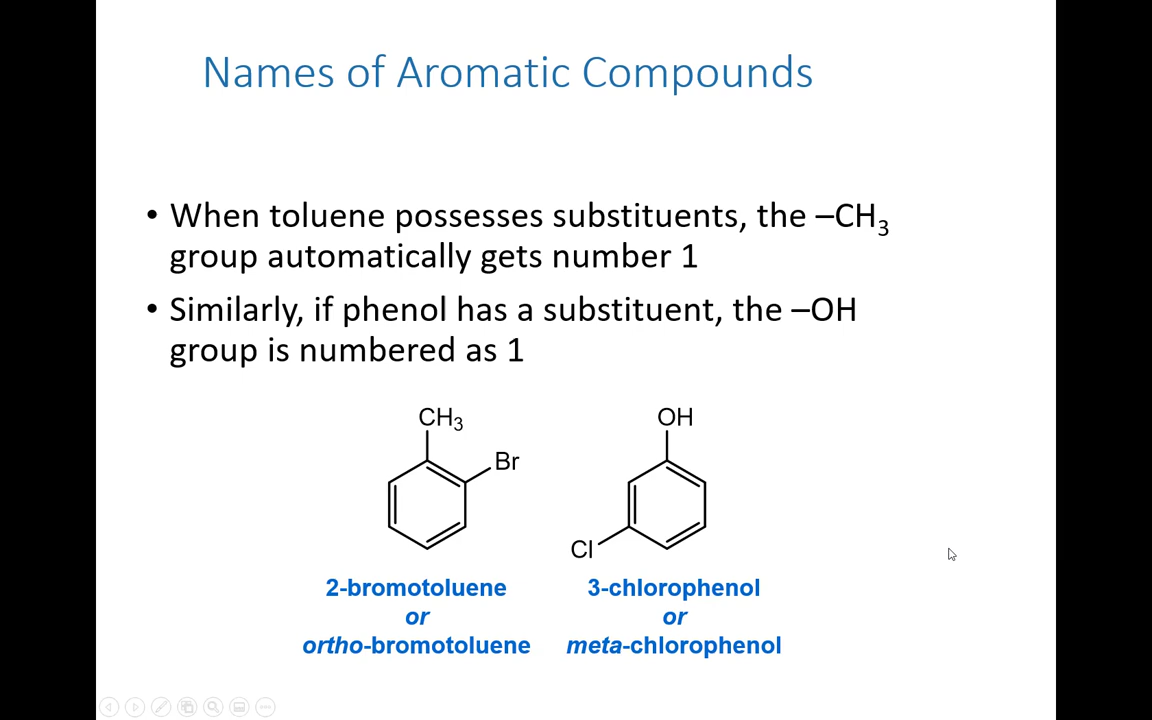 Names of Aromatic Compounds
• When toluene possesses substituents, the –CH₃
group automatically gets number 1
• Similarly, if phenol has a substituent, the –OH
group is numbered as 1
CH₃
OH
Br
Cl
2-bromotoluene
or
ortho-bromotoluene
3-chlorophenol
or
meta-chlorophenol